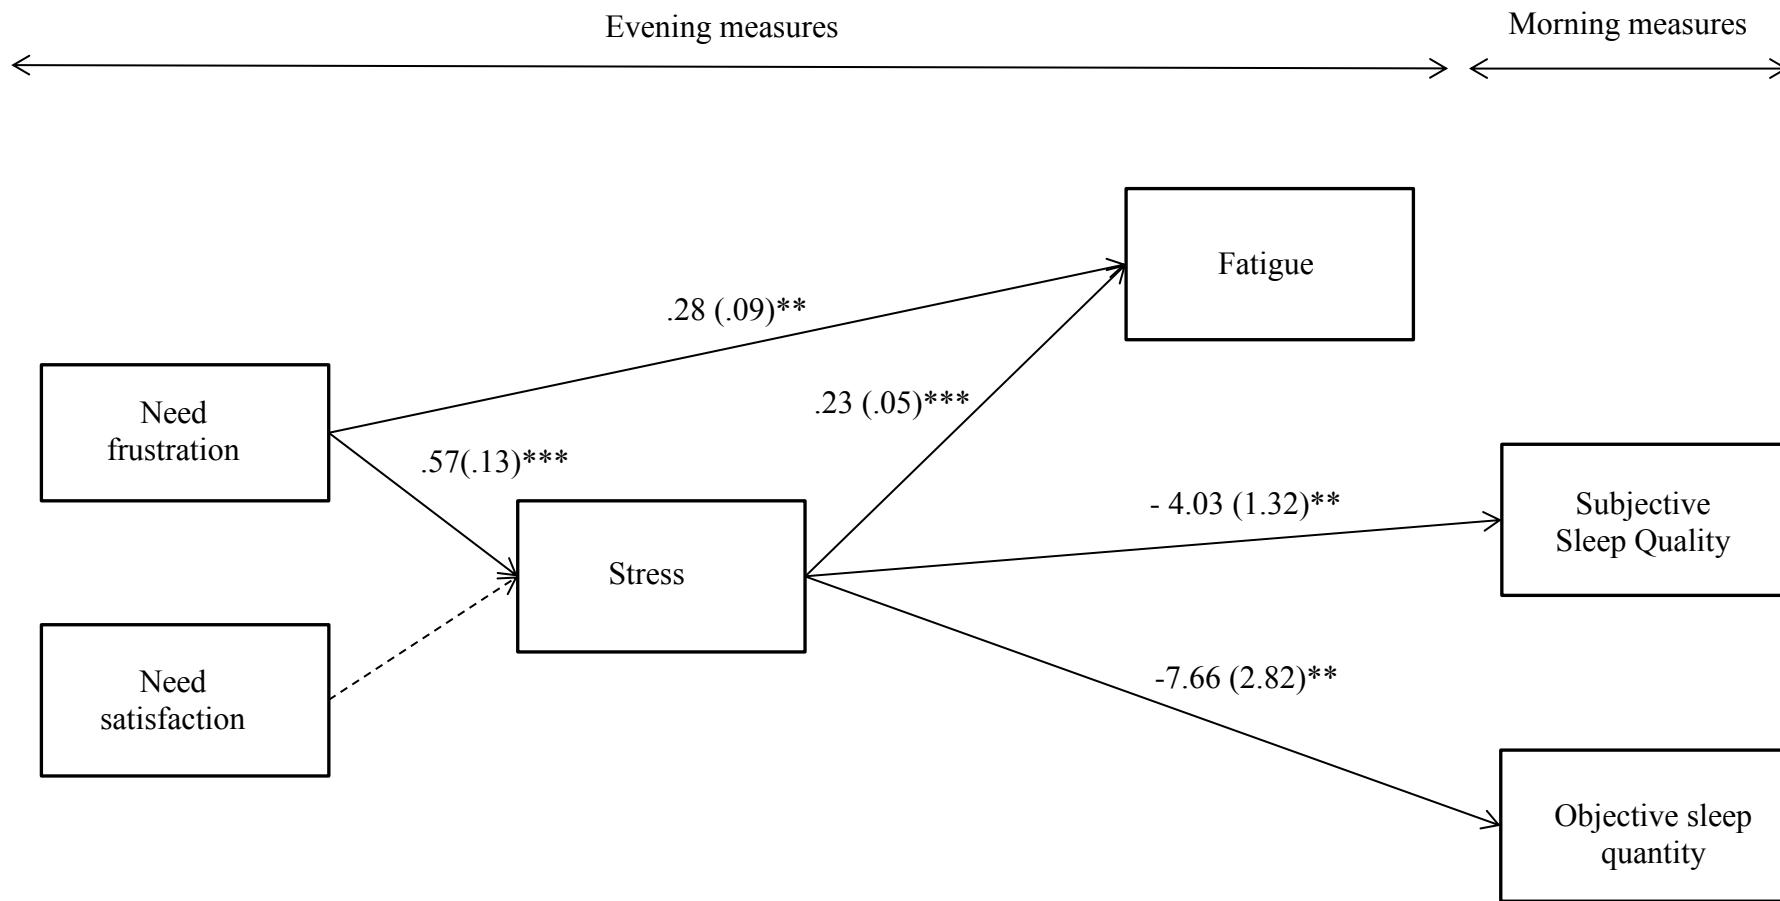 Evening measures
Morning measures
Fatigue
.28 (.09)**
.23 (.05)***
Need
frustration
.57(.13)***
- 4.03 (1.32)**
Subjective
Sleep Quality
Stress
Need
satisfaction
-7.66 (2.82)**
Objective sleep
quantity